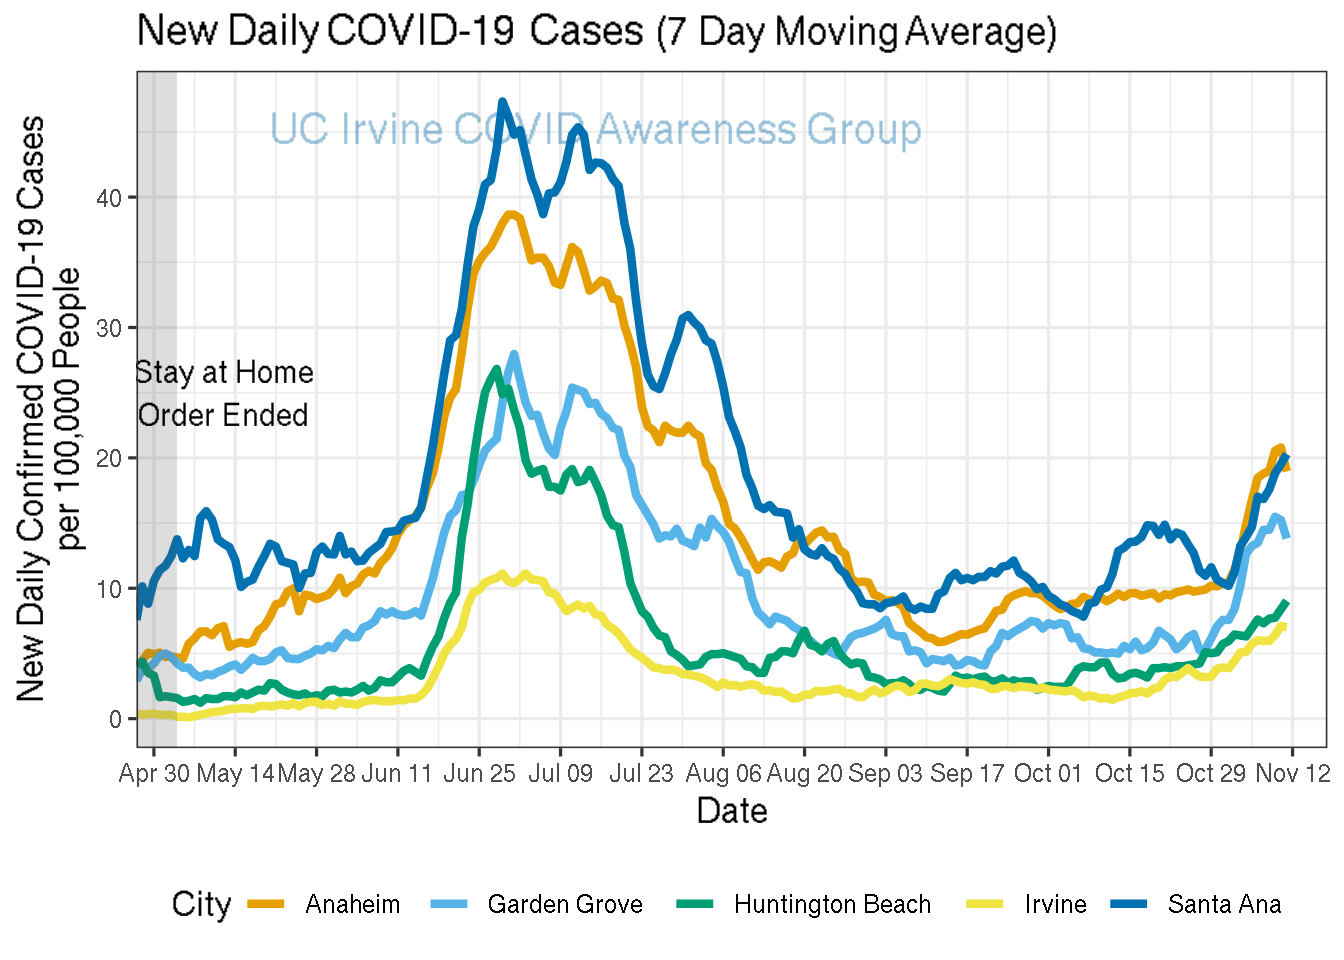 New Daily COVID-19 Cases (7 Day Moving Average)
UC Irvine COVID Awareness Group
New Daily Confirmed COVID-19 Cases
per 100,000 People
40
30
20
10
0
Stay at Home
Order Ended
Apr 30 May 14 May 28 Jun 11 Jun 25 Jul 09 Jul 23 Aug 06 Aug 20 Sep 03 Sep 17 Oct 01 Oct 15 Oct 29 Nov 12
Date
City Anaheim Garden Grove Huntington Beach Irvine Santa Ana